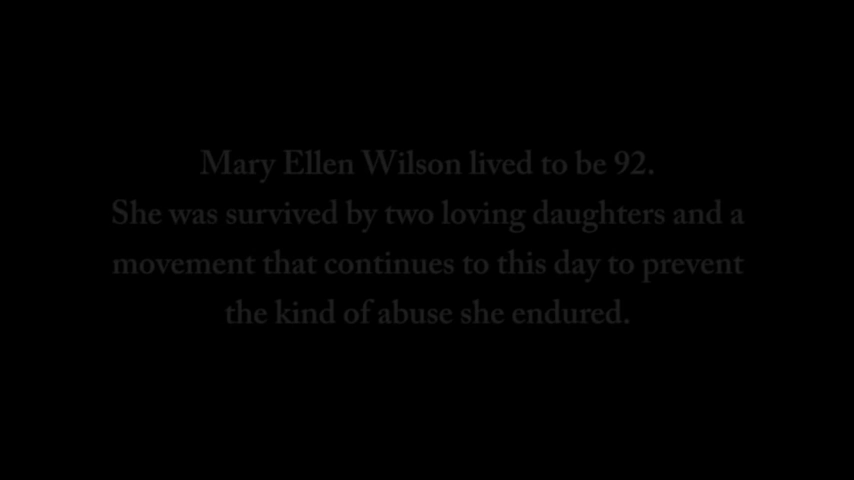 Mary Ellen Wilson lived to be 92.
She was survived by two loving daughters and a
movement that continues to this day to prevent
the kind of abuse she endured.